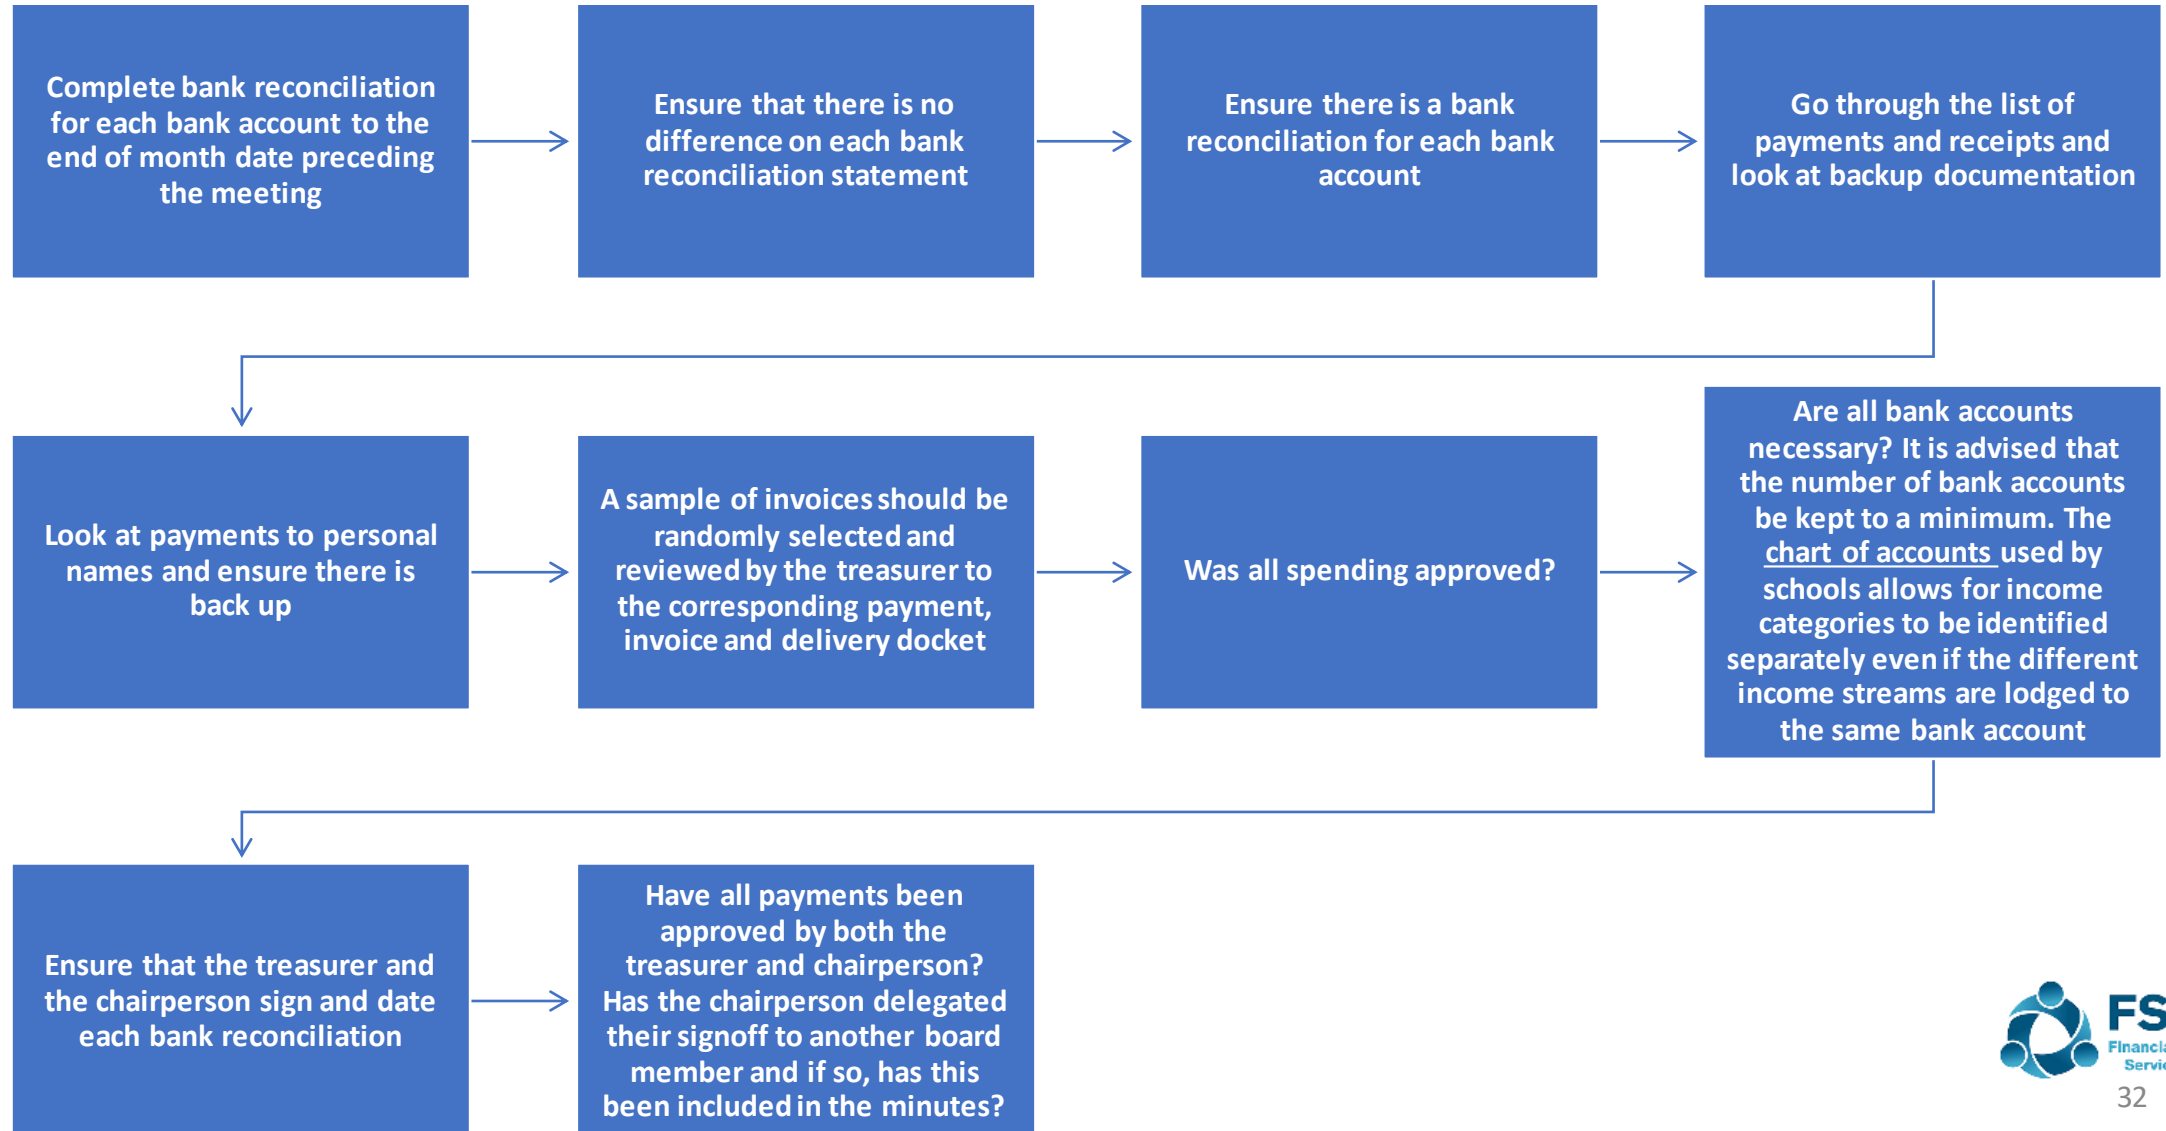 Complete bank reconciliation
for each bank account to the
end of month date preceding
the meeting
Ensure that there is no
difference on each bank
reconciliation statement
Ensure there is a bank
reconciliation for each bank
account
Go through the list of
payments and receipts and
look at backup documentation
Look at payments to personal
names and ensure there is
back up
A sample of invoices should be
randomly selected and
reviewed by the treasurer to
the corresponding payment,
invoice and delivery docket
Was all spending approved?
Are all bank accounts
necessary? It is advised that
the number of bank accounts
be kept to a minimum. The
chart of accounts used by
schools allows for income
categories to be identified
separately even if the different
income streams are lodged to
the same bank account
Ensure that the treasurer and
the chairperson sign and date
each bank reconciliation
Have all payments been
approved by both the
treasurer and chairperson?
Has the chairperson delegated
their signoff to another board
member and if so, has this
been included in the minutes?
FS
Financia
Servic
32